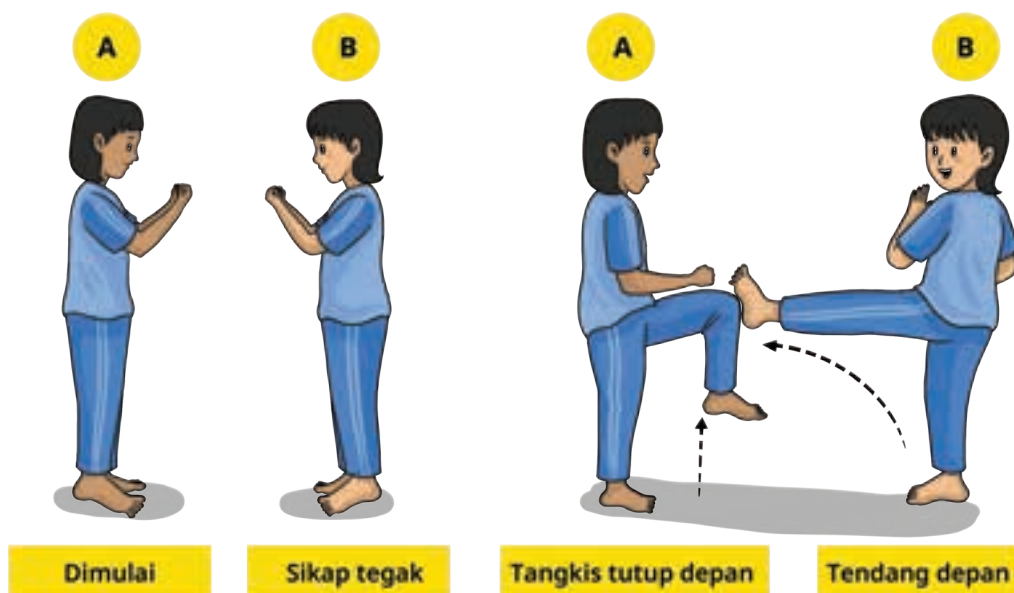 A
B
A
B
Dimulai
Sikap tegak
Tangkis tutup depan
Tendang depan